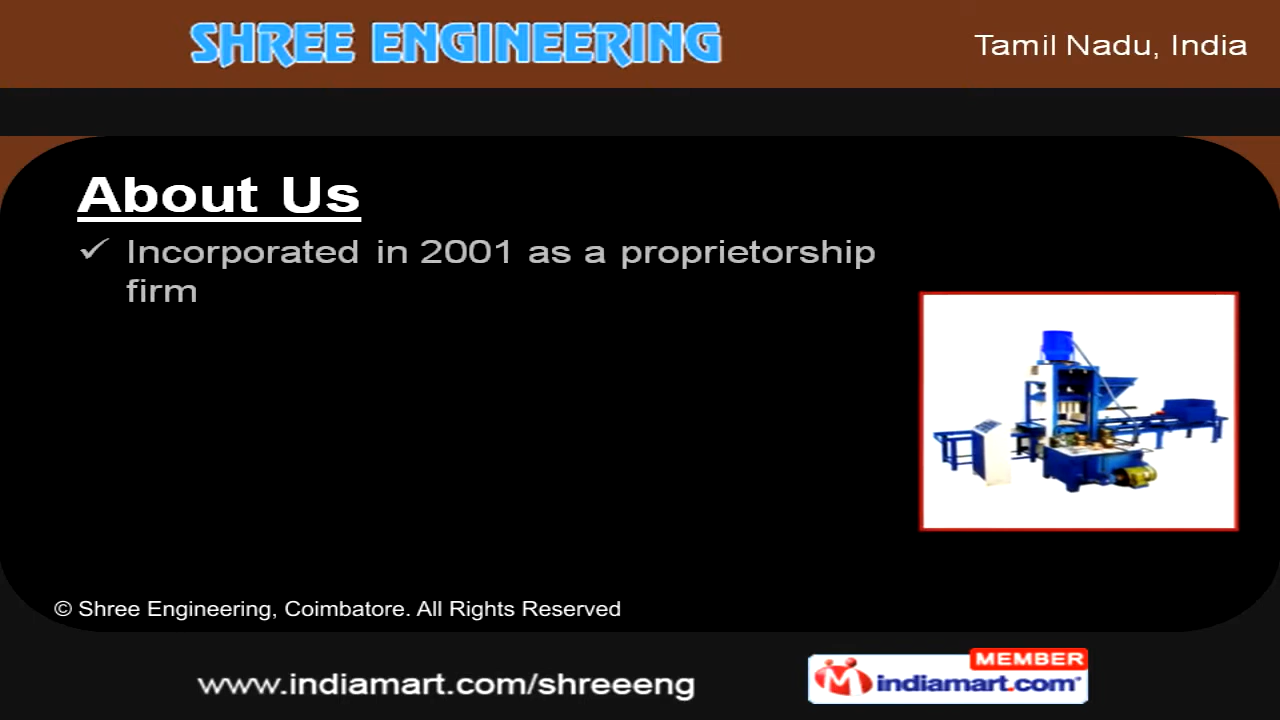 SHREE ENGINEERING
Tamil Nadu, India
About Us
✓ Incorporated in 2001 as a proprietorship
firm
© Shree Engineering, Coimbatore. All Rights Reserved
www.indiamart.com/shreeeng
MEMBER
indiamart.com